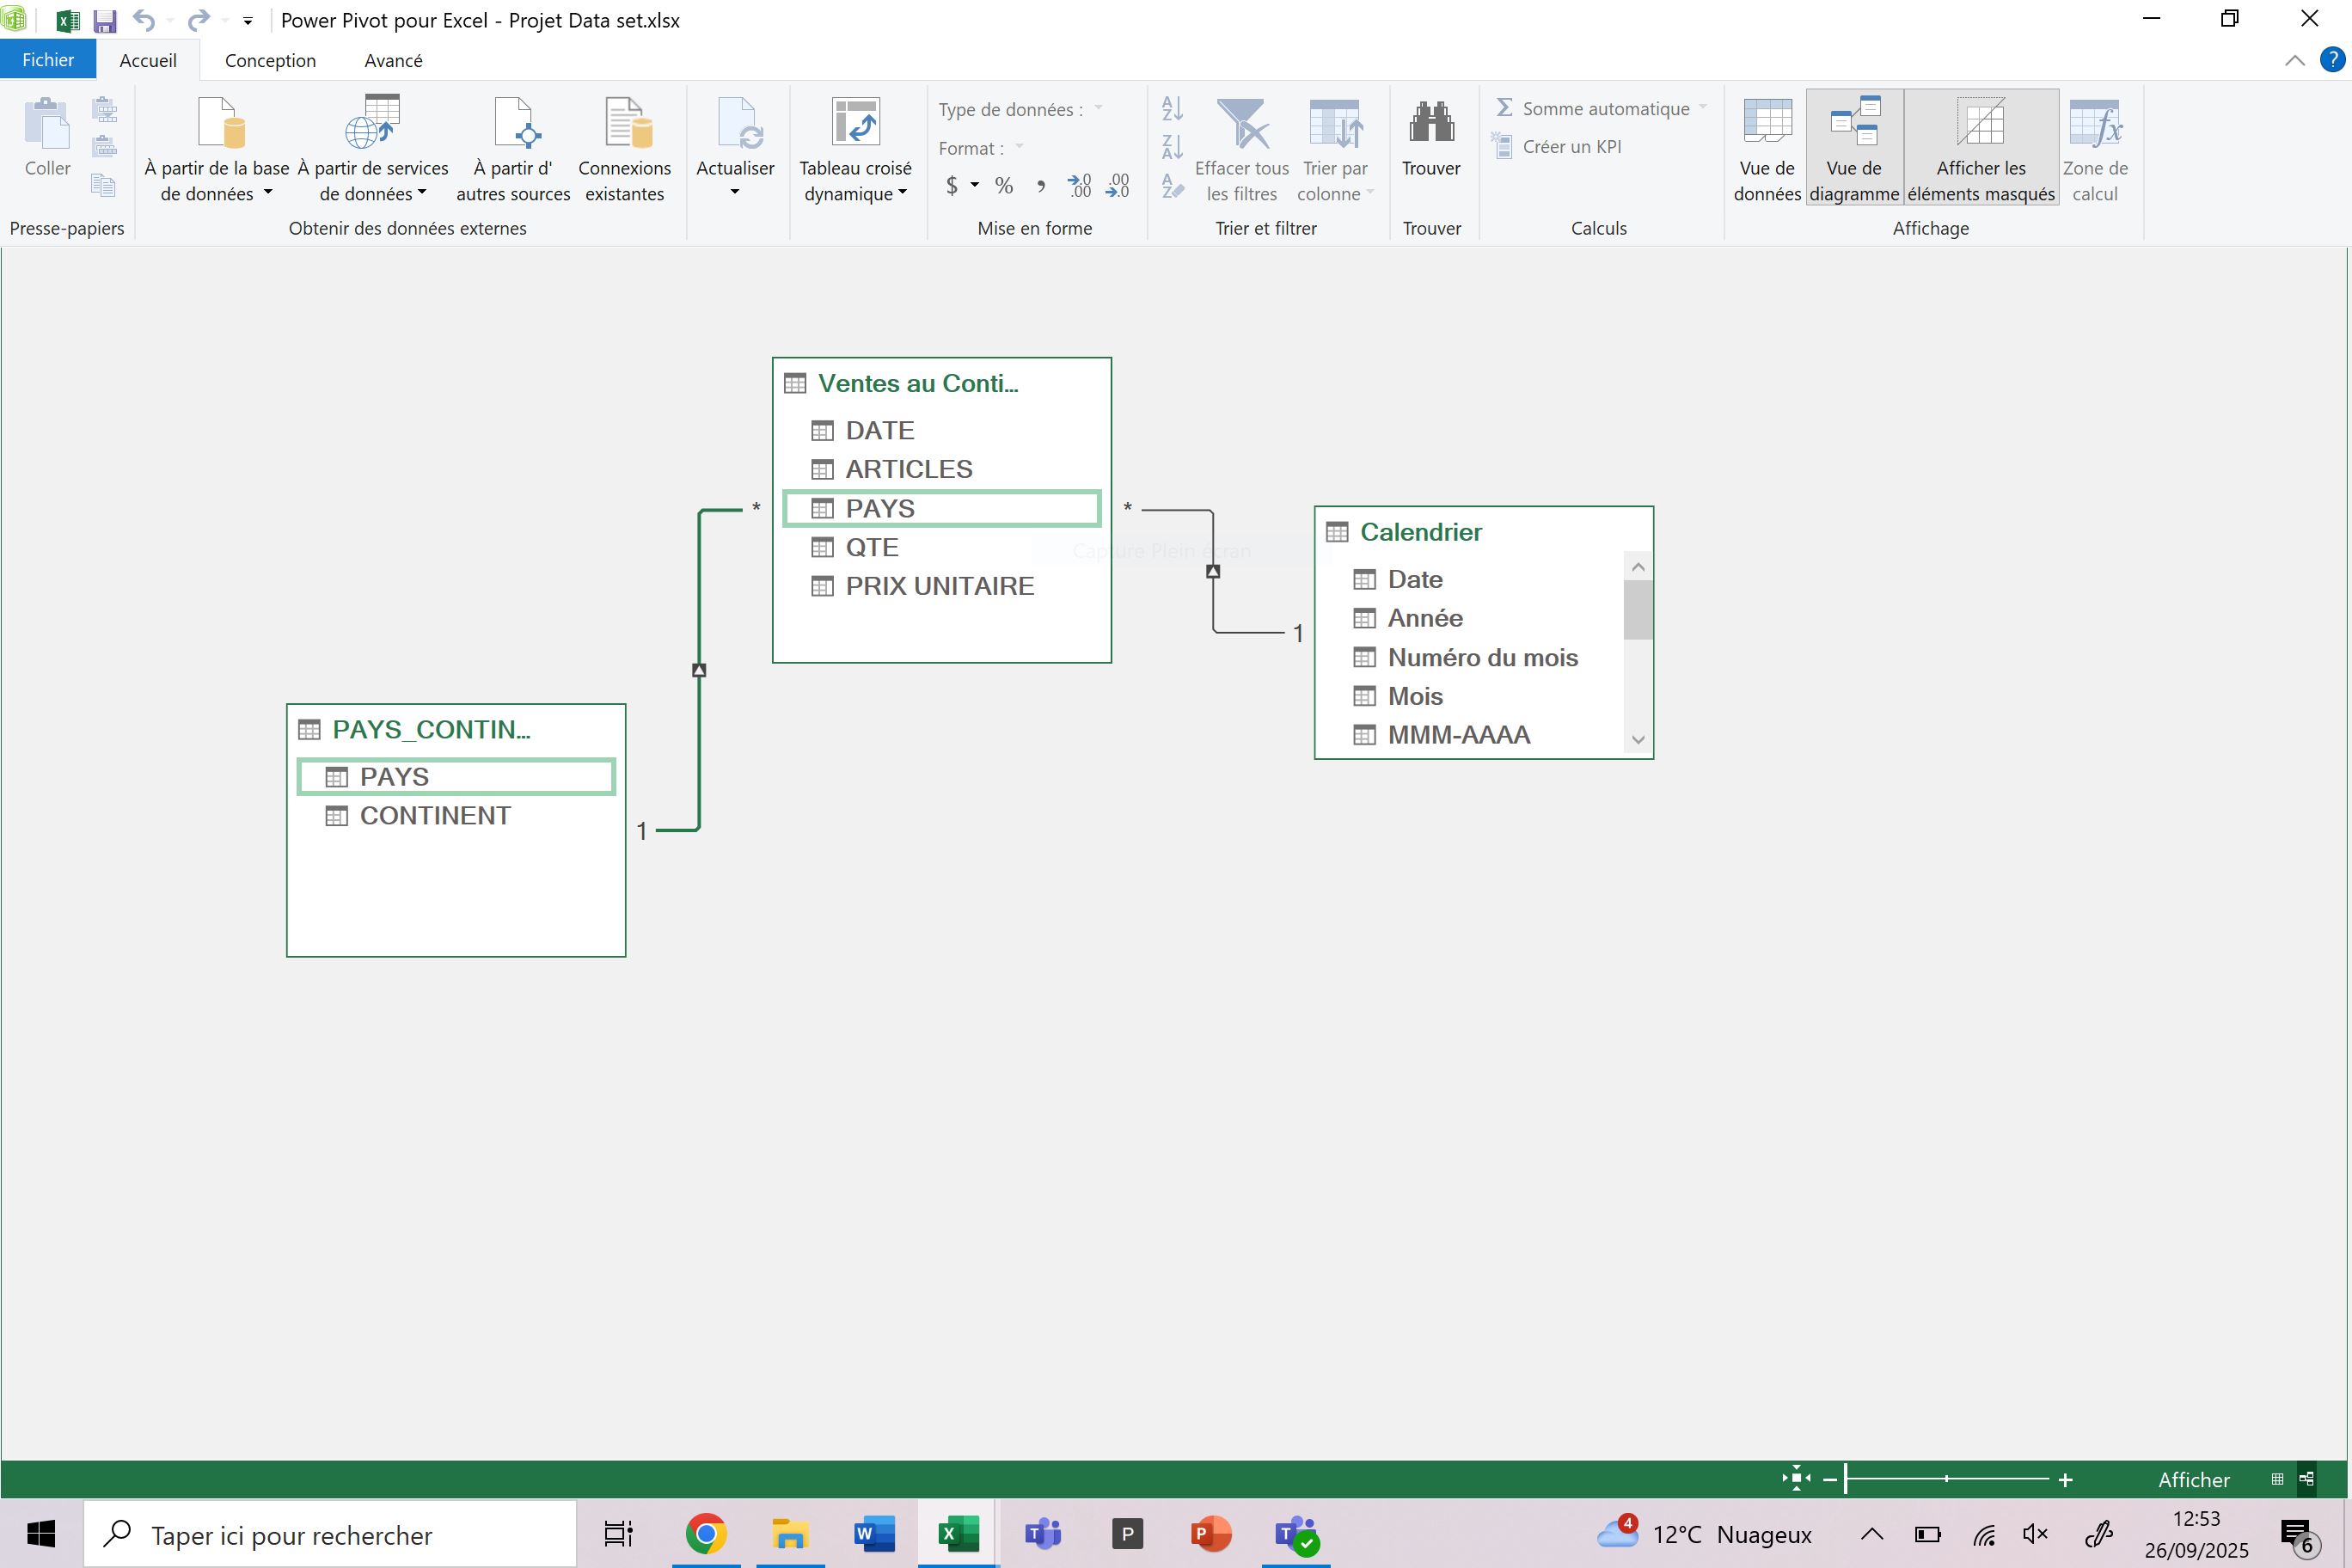 Power Pivot pour Excel - Projet Data set.xlsx
Fichier
Accueil
Conception
Avancé
?
Coller
À partir de la base
de données
À partir de services
de données
À partir d'
autres sources
Connexions
existantes
Actualiser
Tableau croisé
dynamique
Type de données :
Format :
$ % ,
Effacer tous
les filtres
Trier par
colonne
Trouver
Somme automatique
Créer un KPI
Vue de
données
Vue de
diagramme
Afficher les
éléments masqués
Zone de
calcul
Presse-papiers
Obtenir des données externes
Mise en forme
Trier et filtrer
Trouver
Calculs
Affichage
Ventes au Conti...
DATE
ARTICLES
PAYS
QTE
PRIX UNITAIRE
*
*
Capture Plein écran
1
Calendrier
Date
Année
Numéro du mois
Mois
MMM-AAAA
PAYS_CONTIN...
PAYS
CONTINENT
1
Afficher
Taper ici pour rechercher
4
12°C Nuageux
12:53
26/09/2025
6